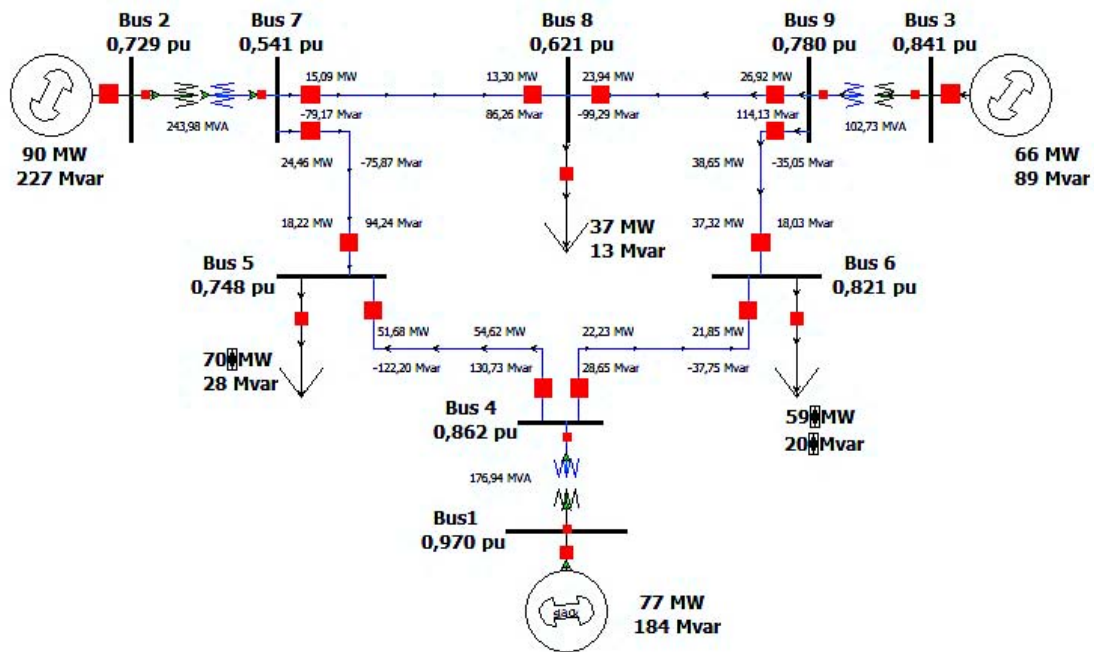 Bus 2
0,729 pu
Bus 7
0,541 pu
Bus 8
0,621 pu
Bus 9
0,780 pu
Bus 3
0,841 pu
15,09 MW
13,30 MW
23,94 MW
26,92 MW
-79,17 Mvar
86,26 Mvar
-99,29 Mvar
114,13 Mvar
243,98 MVA
102,73 MVA
90 MW
227 Mvar
66 MW
89 Mvar
24,46 MW
-75,87 Mvar
38,65 MW
-35,05 Mvar
18,22 MW
94,24 Mvar
37 MW
13 Mvar
37,32 MW
18,03 Mvar
Bus 5
0,748 pu
Bus 6
0,821 pu
51,68 MW
54,62 MW
22,23 MW
21,85 MW
-122,20 Mvar
130,73 Mvar
28,65 Mvar
-37,75 Mvar
70 MW
28 Mvar
59 MW
20 Mvar
Bus 4
0,862 pu
176,94 MVA
Bus1
0,970 pu
slack
77 MW
184 Mvar